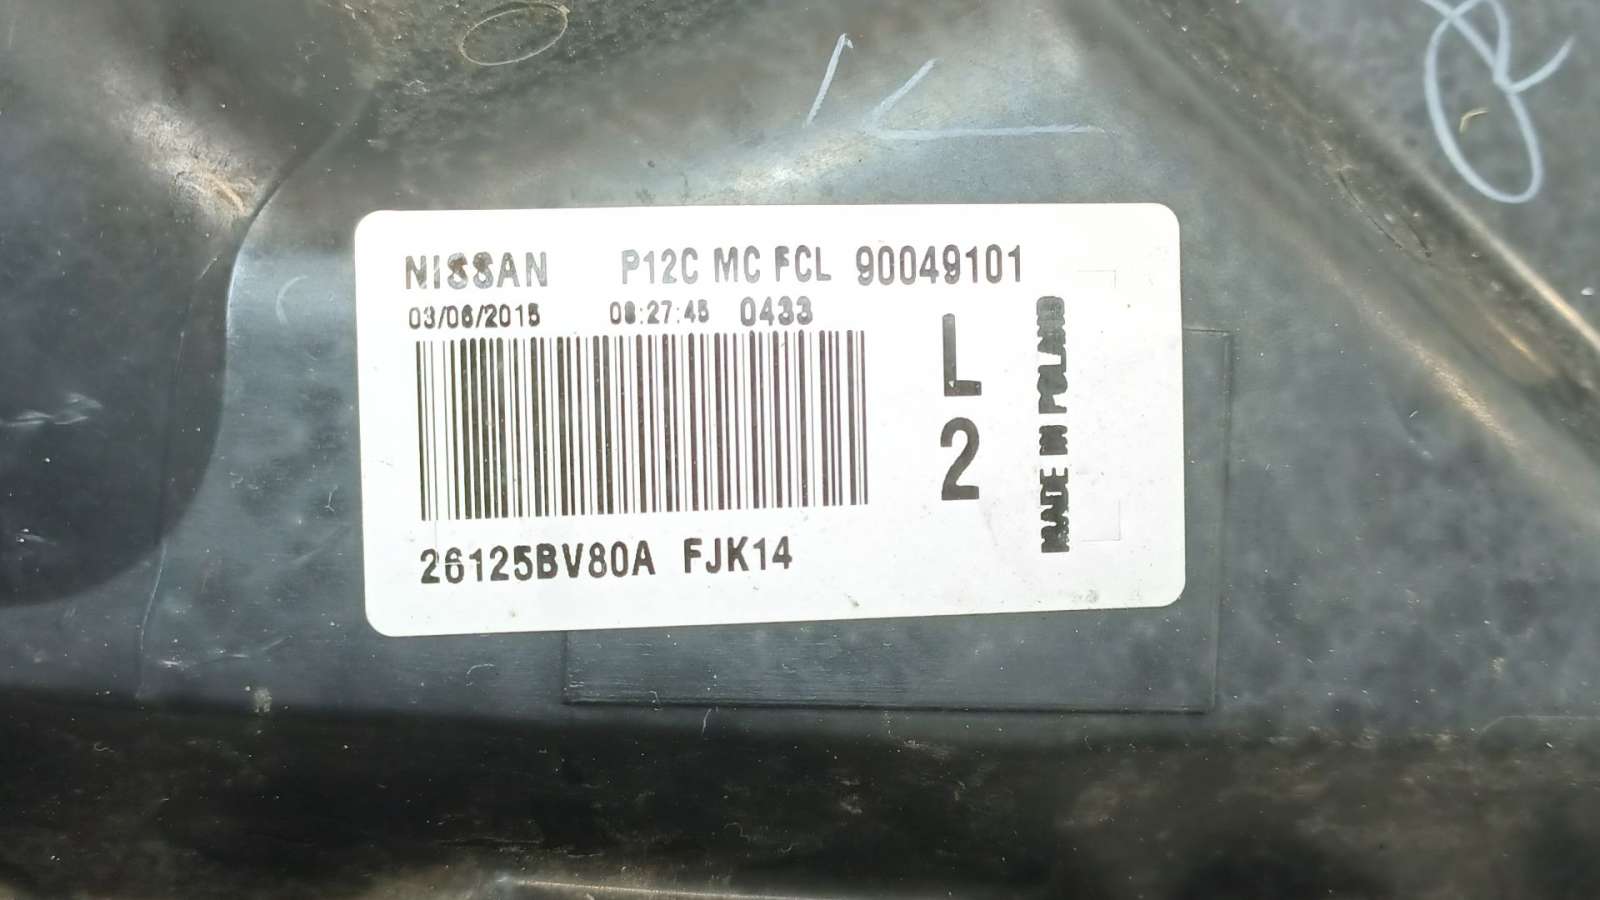 NISSAN P12C MC FCL 90049101
03/06/2015 08:27:45 0433
L
2
MADE IN POLAND
26125BV80A FJK14